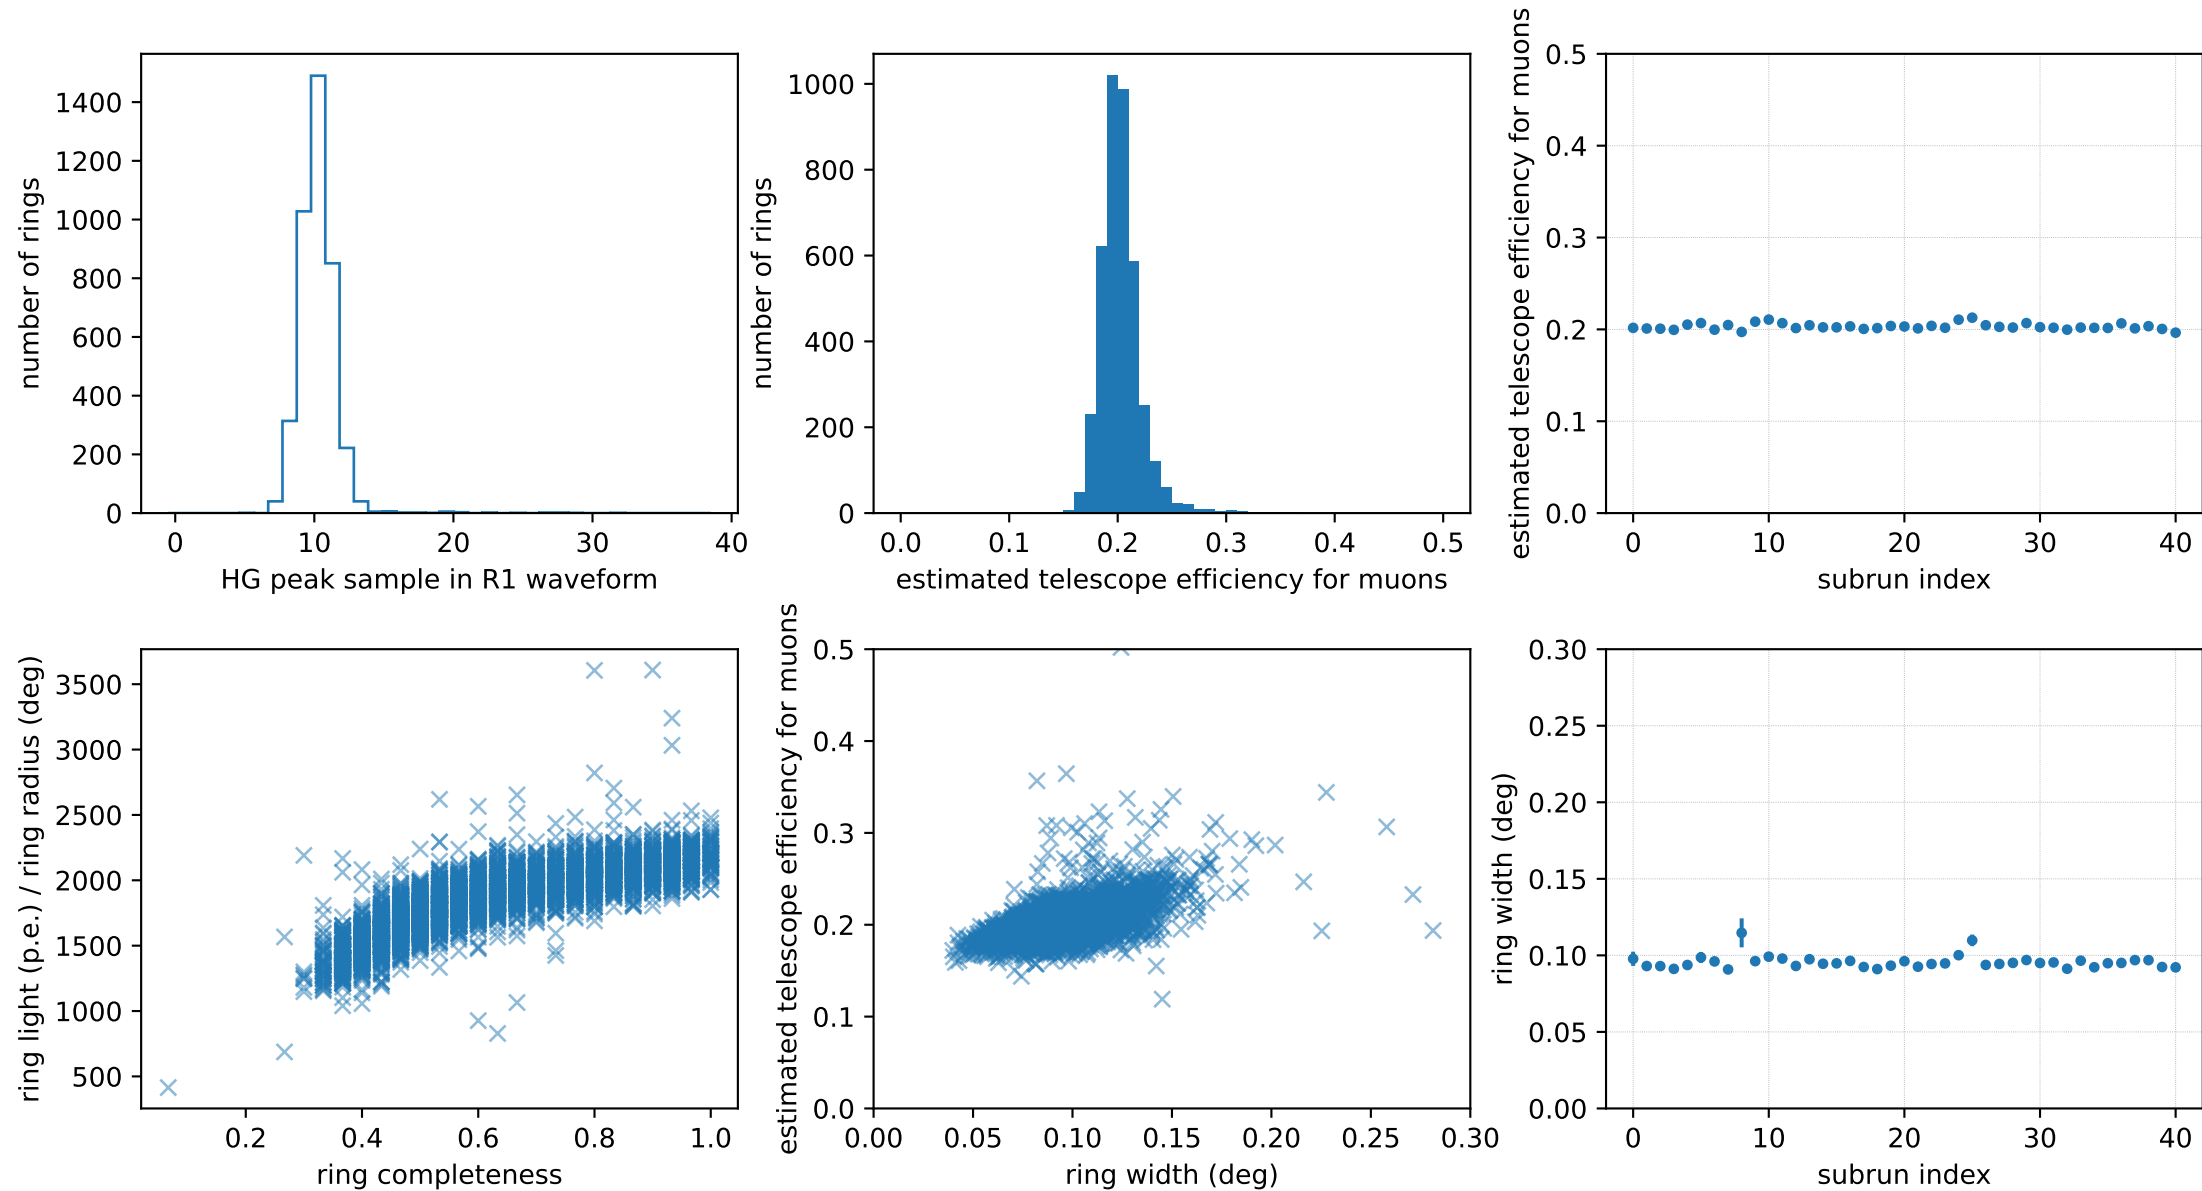 number of rings
1400
1200
1000
800
600
400
200
0
0 10 20 30 40
HG peak sample in R1 waveform
number of rings
1000
800
600
400
200
0
0.0 0.1 0.2 0.3 0.4 0.5
estimated telescope efficiency for muons
estimated telescope efficiency for muons
0.5
0.4
0.3
0.2
0.1
0.0
0 10 20 30 40
subrun index
ring light (p.e.) / ring radius (deg)
3500
3000
2500
2000
1500
1000
500
0.2 0.4 0.6 0.8 1.0
ring completeness
estimated telescope efficiency for muons
0.5
0.4
0.3
0.2
0.1
0.0
0.00 0.05 0.10 0.15 0.20 0.25 0.30
ring width (deg)
ring width (deg)
0.30
0.25
0.20
0.15
0.10
0.05
0.00
0 10 20 30 40
subrun index